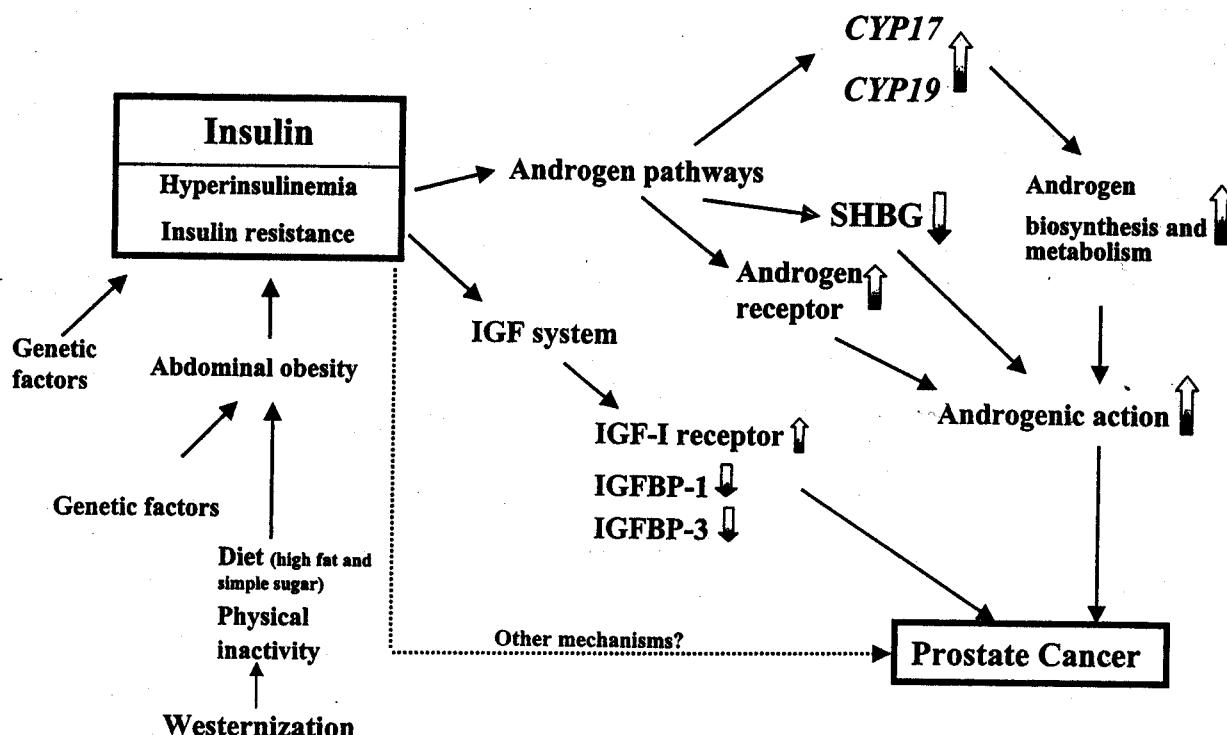 CYP17
CYP19
Insulin
Hyperinsulinemia
Insulin resistance
Androgen pathways
Androgen
biosynthesis and
metabolism
SHBG
Androgen
receptor
IGF system
Genetic
factors
Abdominal obesity
Androgenic action
IGF-I receptor
IGFBP-1
IGFBP-3
Genetic factors
Diet (high fat and
simple sugar)
Physical
inactivity
Other mechanisms?
Prostate Cancer
Westernization